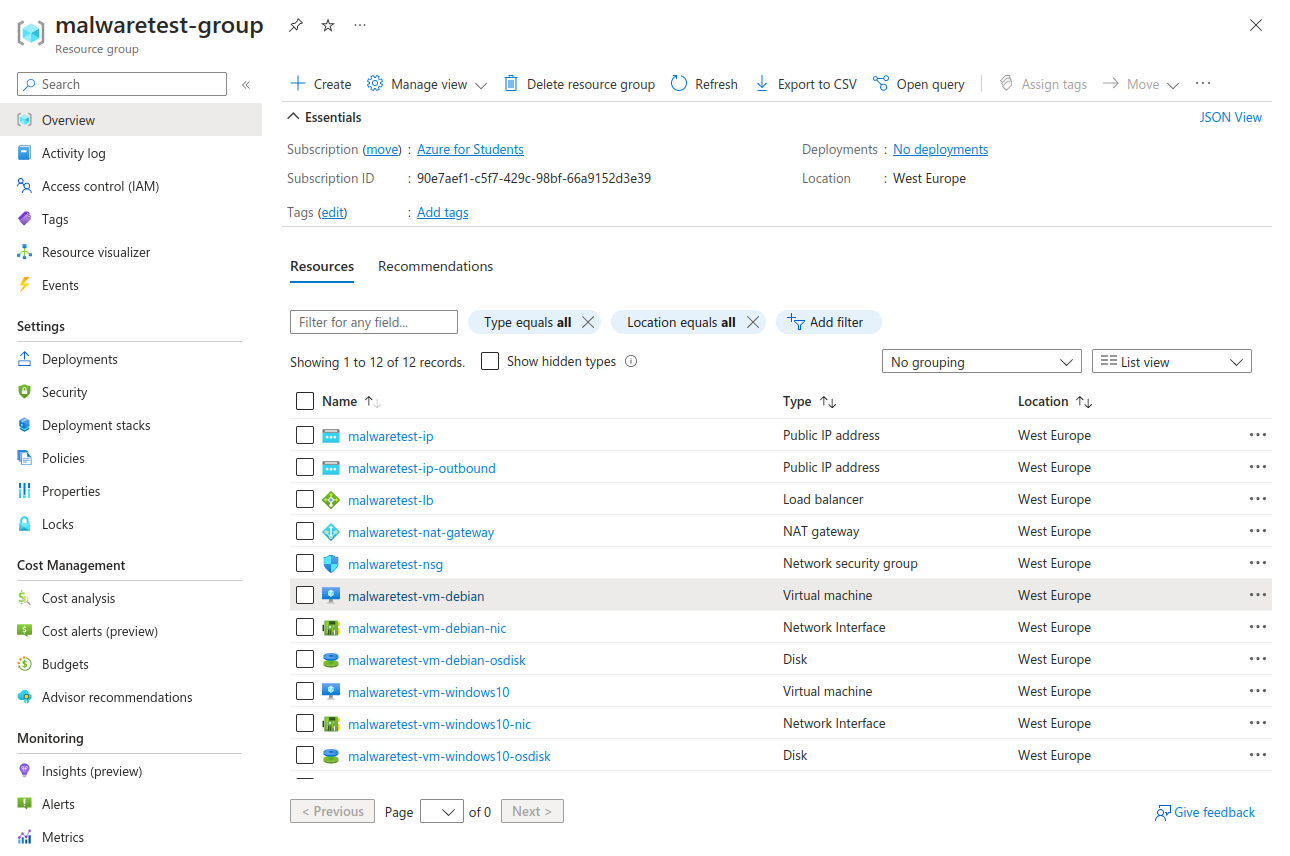 malwaretest-group
Resource group
Search
Overview
Activity log
Access control (IAM)
Tags
Resource visualizer
Events
Settings
Deployments
Security
Deployment stacks
Policies
Properties
Locks
Cost Management
Cost analysis
Cost alerts (preview)
Budgets
Advisor recommendations
Monitoring
Insights (preview)
Alerts
Metrics
Create Manage view Delete resource group Refresh Export to CSV Open query Assign tags Move
Essentials JSON View
Subscription (move) : Azure for Students Deployments : No deployments
Subscription ID : 90e7aef1-c5f7-429c-98bf-66a9152d3e39 Location : West Europe
Tags (edit) : Add tags
Resources Recommendations
Filter for any field... Type equals all Location equals all Add filter
Showing 1 to 12 of 12 records. Show hidden types No grouping List view
Name Type Location
malwaretest-ip Public IP address West Europe
malwaretest-ip-outbound Public IP address West Europe
malwaretest-lb Load balancer West Europe
malwaretest-nat-gateway NAT gateway West Europe
malwaretest-nsg Network security group West Europe
malwaretest-vm-debian Virtual machine West Europe
malwaretest-vm-debian-nic Network Interface West Europe
malwaretest-vm-debian-osdisk Disk West Europe
malwaretest-vm-windows10 Virtual machine West Europe
malwaretest-vm-windows10-nic Network Interface West Europe
malwaretest-vm-windows10-osdisk Disk West Europe
< Previous Page of 0 Next > Give feedback